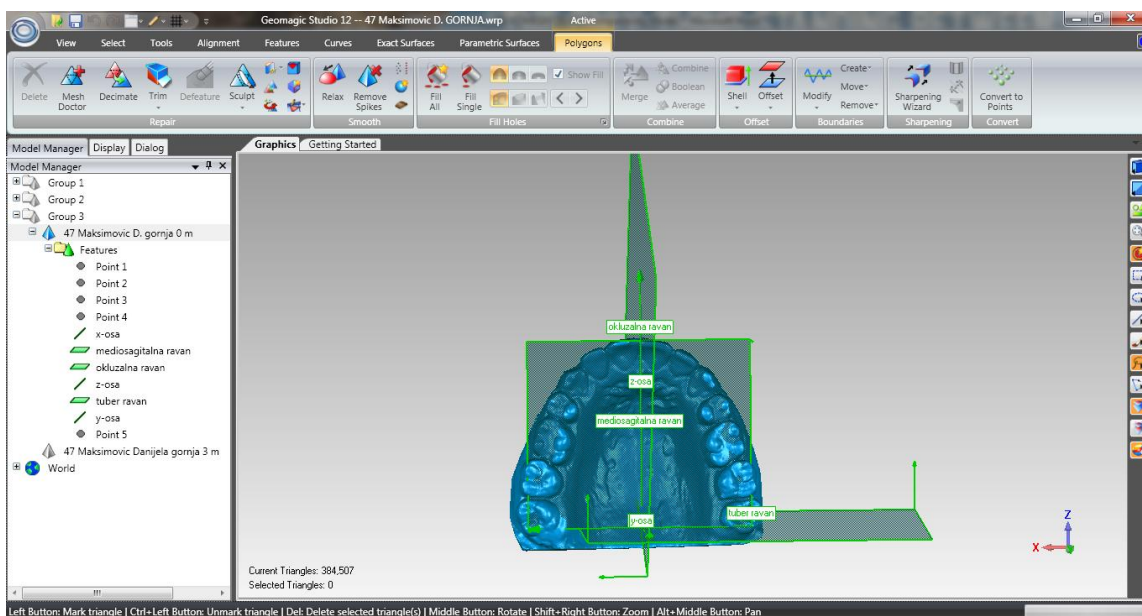 Geomagic Studio 12 -- 47 Maksimovic D. GORNJA.wrp
Active
View Select Tools Alignment Features Curves Exact Surfaces Parametric Surfaces Polygons
Delete Mesh Doctor Decimate Trim Defeature Sculpt
Repair
Relax Remove Spikes
Smooth
Fill All Fill Single Show Fill
Fill Holes
Merge Combine Boolean Average
Combine
Shell Offset
Offset
Modify Create Move Remove
Boundaries
Sharpening Wizard
Sharpening
Convert to Points
Convert
Model Manager Display Dialog
Graphics Getting Started
Model Manager
Group 1
Group 2
Group 3
47 Maksimovic D. gornja 0 m
Features
Point 1
Point 2
Point 3
Point 4
x-osa
mediosagitalna ravan
okluzalna ravan
z-osa
tuber ravan
y-osa
Point 5
47 Maksimovic Danijela gornja 3 m
World
okluzalna ravan
z-osa
mediosagitalna ravan
tuber ravan
y-osa
Z
X
Current Triangles: 384,507
Selected Triangles: 0
Left Button: Mark triangle | Ctrl+Left Button: Unmark triangle | Del: Delete selected triangle(s) | Middle Button: Rotate | Shift+Right Button: Zoom | Alt+Middle Button: Pan